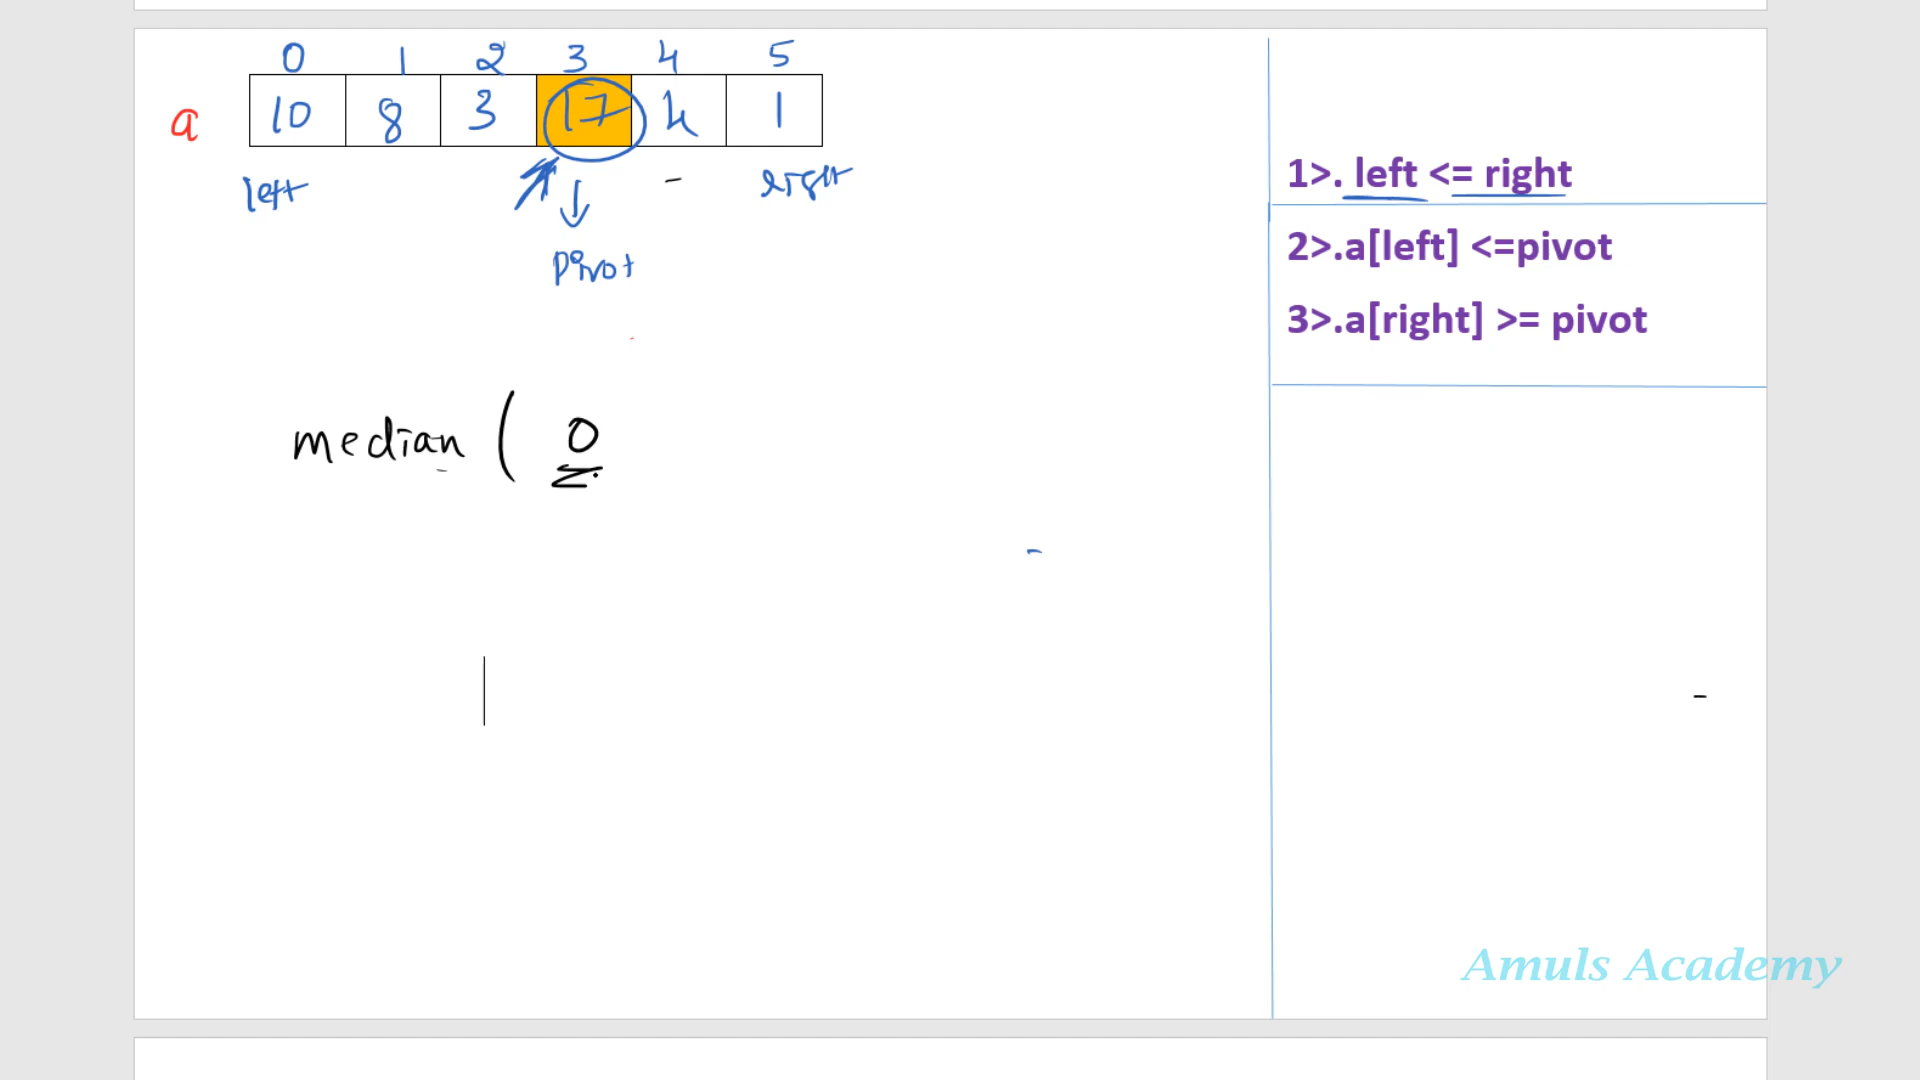 0 1 2 3 4 5
a 10 8 3 17 4 1
left right
pivot
median ( 0
1>. left <= right
2>.a[left] <=pivot
3>.a[right] >= pivot
Amuls Academy